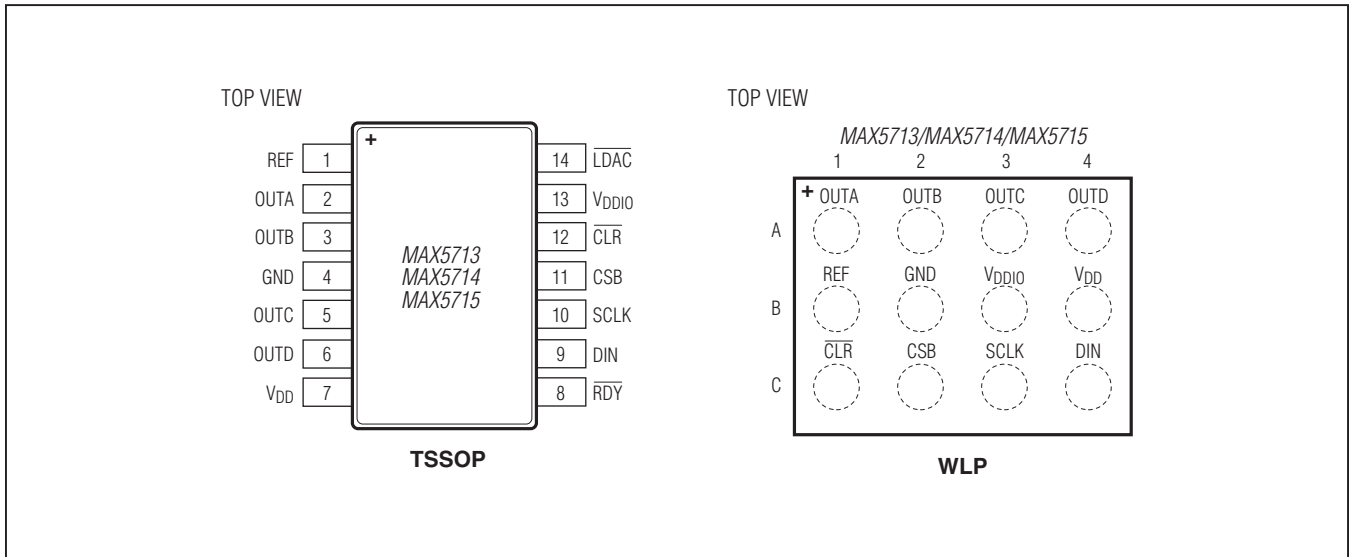 TOP VIEW
+
REF 1
OUTA 2
OUTB 3
GND 4
OUTC 5
OUTD 6
VDD 7
MAX5713
MAX5714
MAX5715
14 LDAC
13 VDDIO
12 CLR
11 CSB
10 SCLK
9 DIN
8 RDY
TSSOP
TOP VIEW
MAX5713/MAX5714/MAX5715
1 2 3 4
+ OUTA OUTB OUTC OUTD
A
REF GND VDDIO VDD
B
CLR CSB SCLK DIN
C
WLP